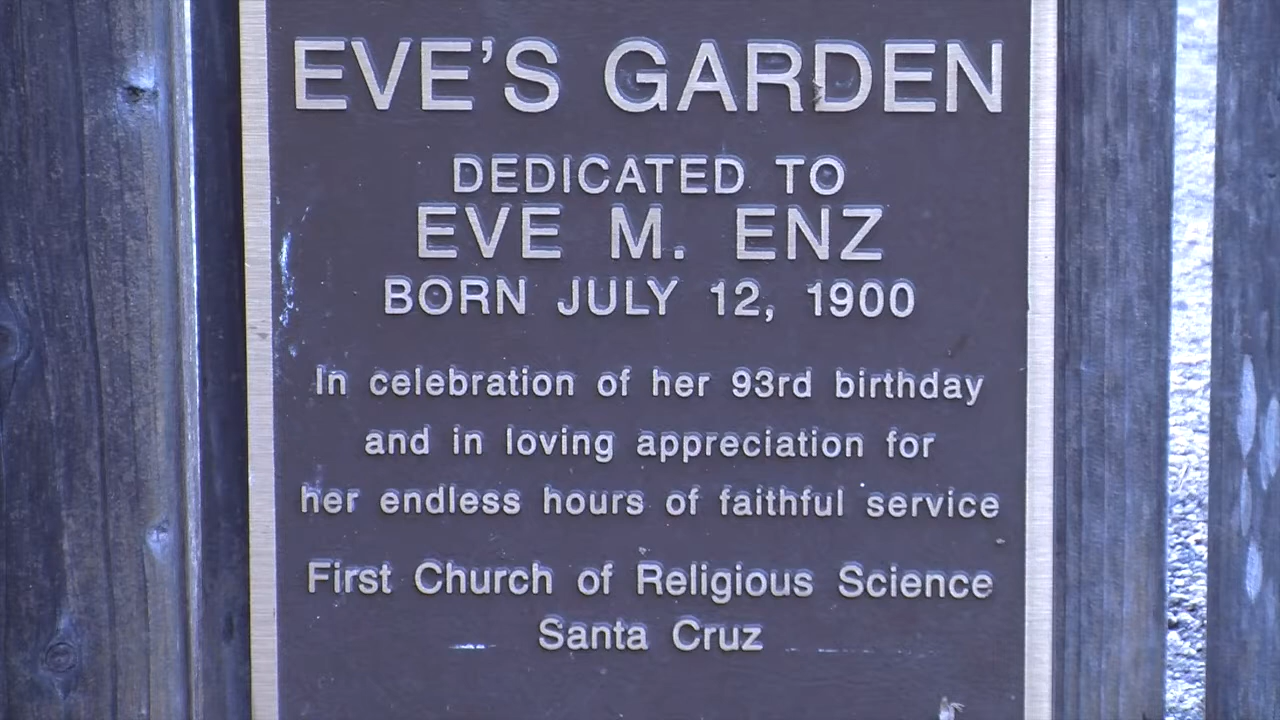 EVE'S GARDEN
DEDICATED TO
EVE M. ENZ
BORN JULY 12, 1900
In celebration of her 93rd birthday
and in loving appreciation for
her endless hours of faithful service
First Church of Religious Science
Santa Cruz